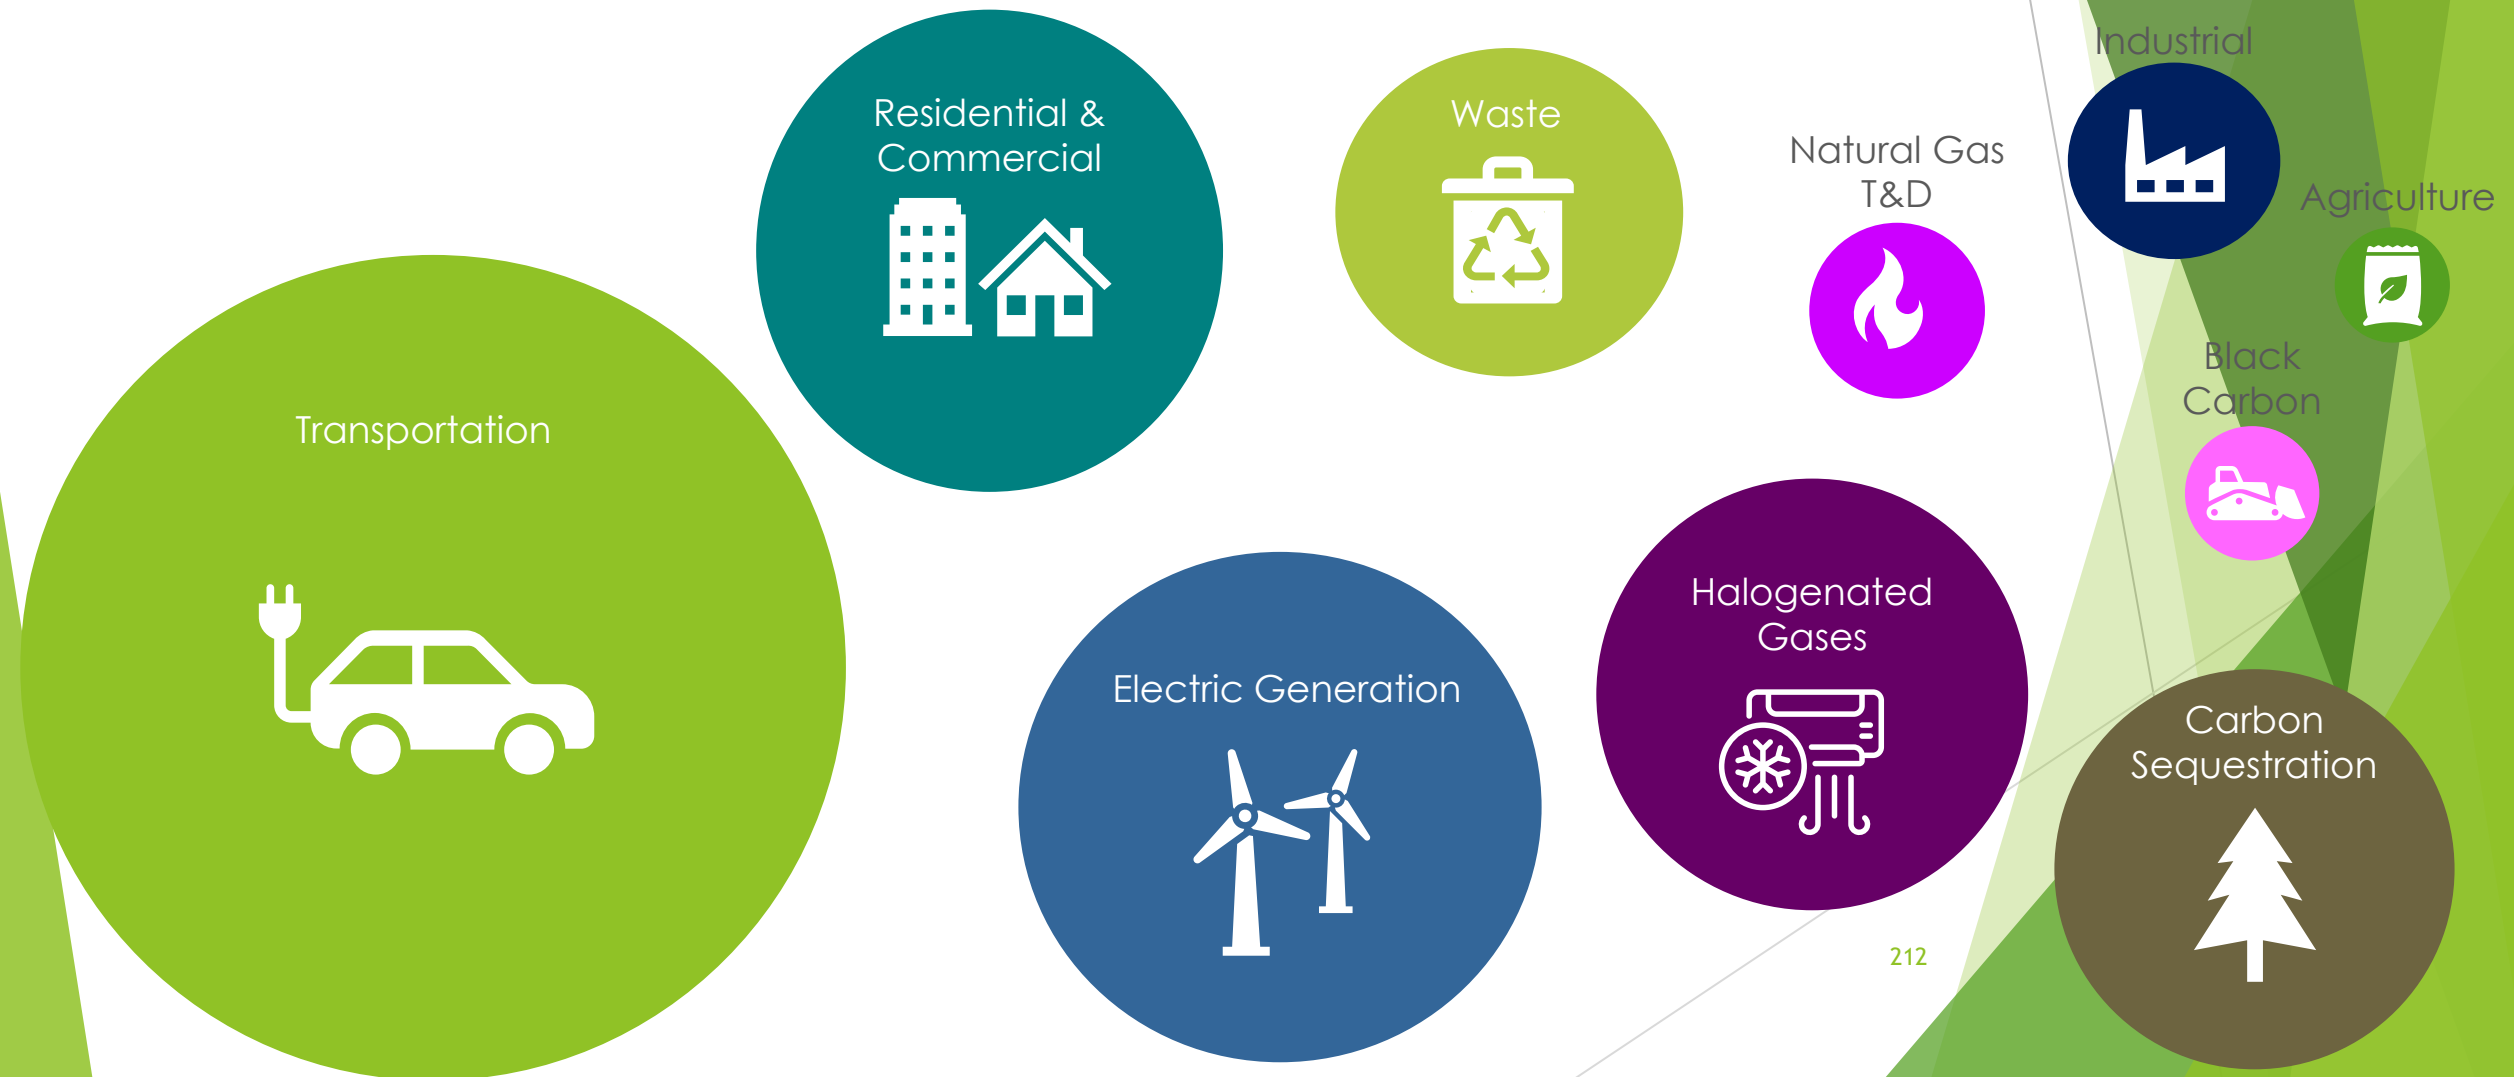 Residential &
Commercial
Waste
Industrial
Natural Gas
T&D
Agriculture
Black
Carbon
Transportation
Halogenated
Gases
Electric Generation
Carbon
Sequestration
212